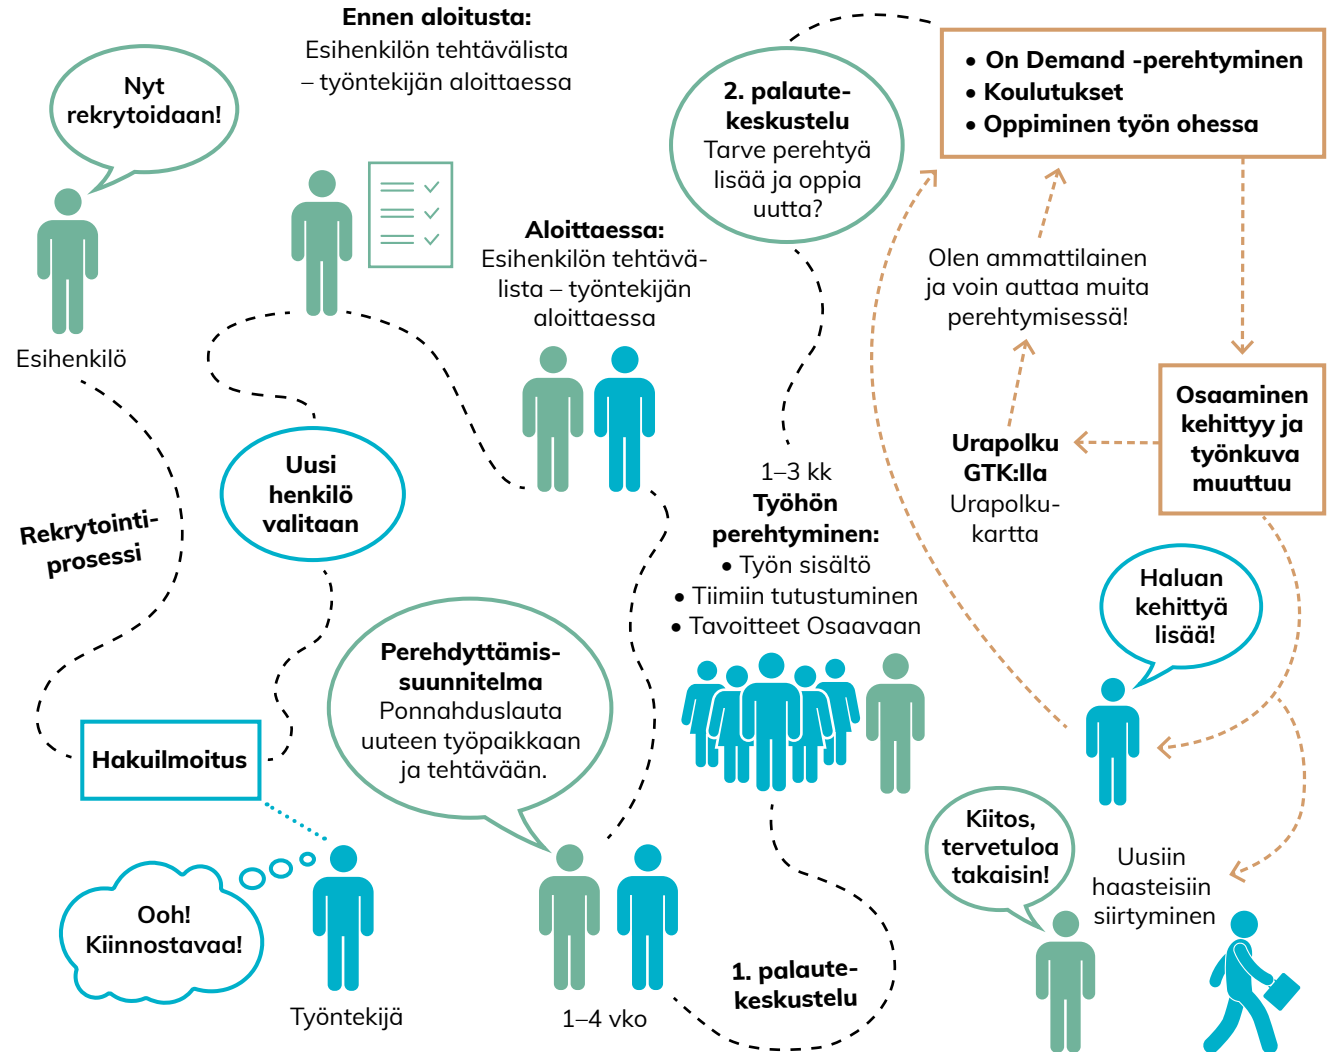 Nyt
rekrytoidaan!
Esihenkilö
Rekrytointi-
prosessi
Hakuilmoitus
Ooh!
Kiinnostavaa!
Työntekijä
Uusi
henkilö
valitaan
Ennen aloitusta:
Esihenkilön tehtävälista
– työntekijän aloittaessa
Aloittaessa:
Esihenkilön tehtävä-
lista – työntekijän
aloittaessa
Perehdyttämis-
suunnitelma
Ponnahduslauta
uuteen työpaikkaan
ja tehtävään.
1–4 vko
1. palaute-
keskustelu
1–3 kk
Työhön
perehtyminen:
• Työn sisältö
• Tiimiin tutustuminen
• Tavoitteet Osaavaan
2. palaute-
keskustelu
Tarve perehtyä
lisää ja oppia
uutta?
• On Demand -perehtyminen
• Koulutukset
• Oppiminen työn ohessa
Osaaminen
kehittyy ja
työnkuva
muuttuu
Urapolku
GTK:lla
Urapolku-
kartta
Olen ammattilainen
ja voin auttaa muita
perehtymisessä!
Haluan
kehittyä
lisää!
Kiitos,
tervetuloa
takaisin!
Uusiin
haasteisiin
siirtyminen